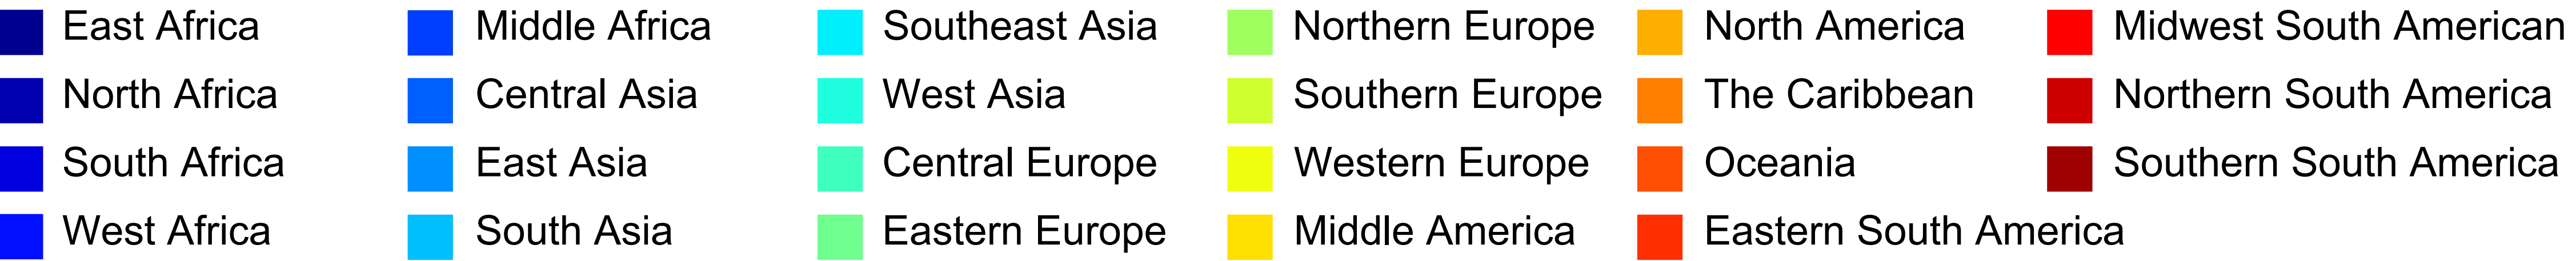 East Africa
North Africa
South Africa
West Africa
Middle Africa
Central Asia
East Asia
South Asia
Southeast Asia
West Asia
Central Europe
Eastern Europe
Northern Europe
Southern Europe
Western Europe
Middle America
North America
The Caribbean
Oceania
Eastern South America
Midwest South American
Northern South America
Southern South America